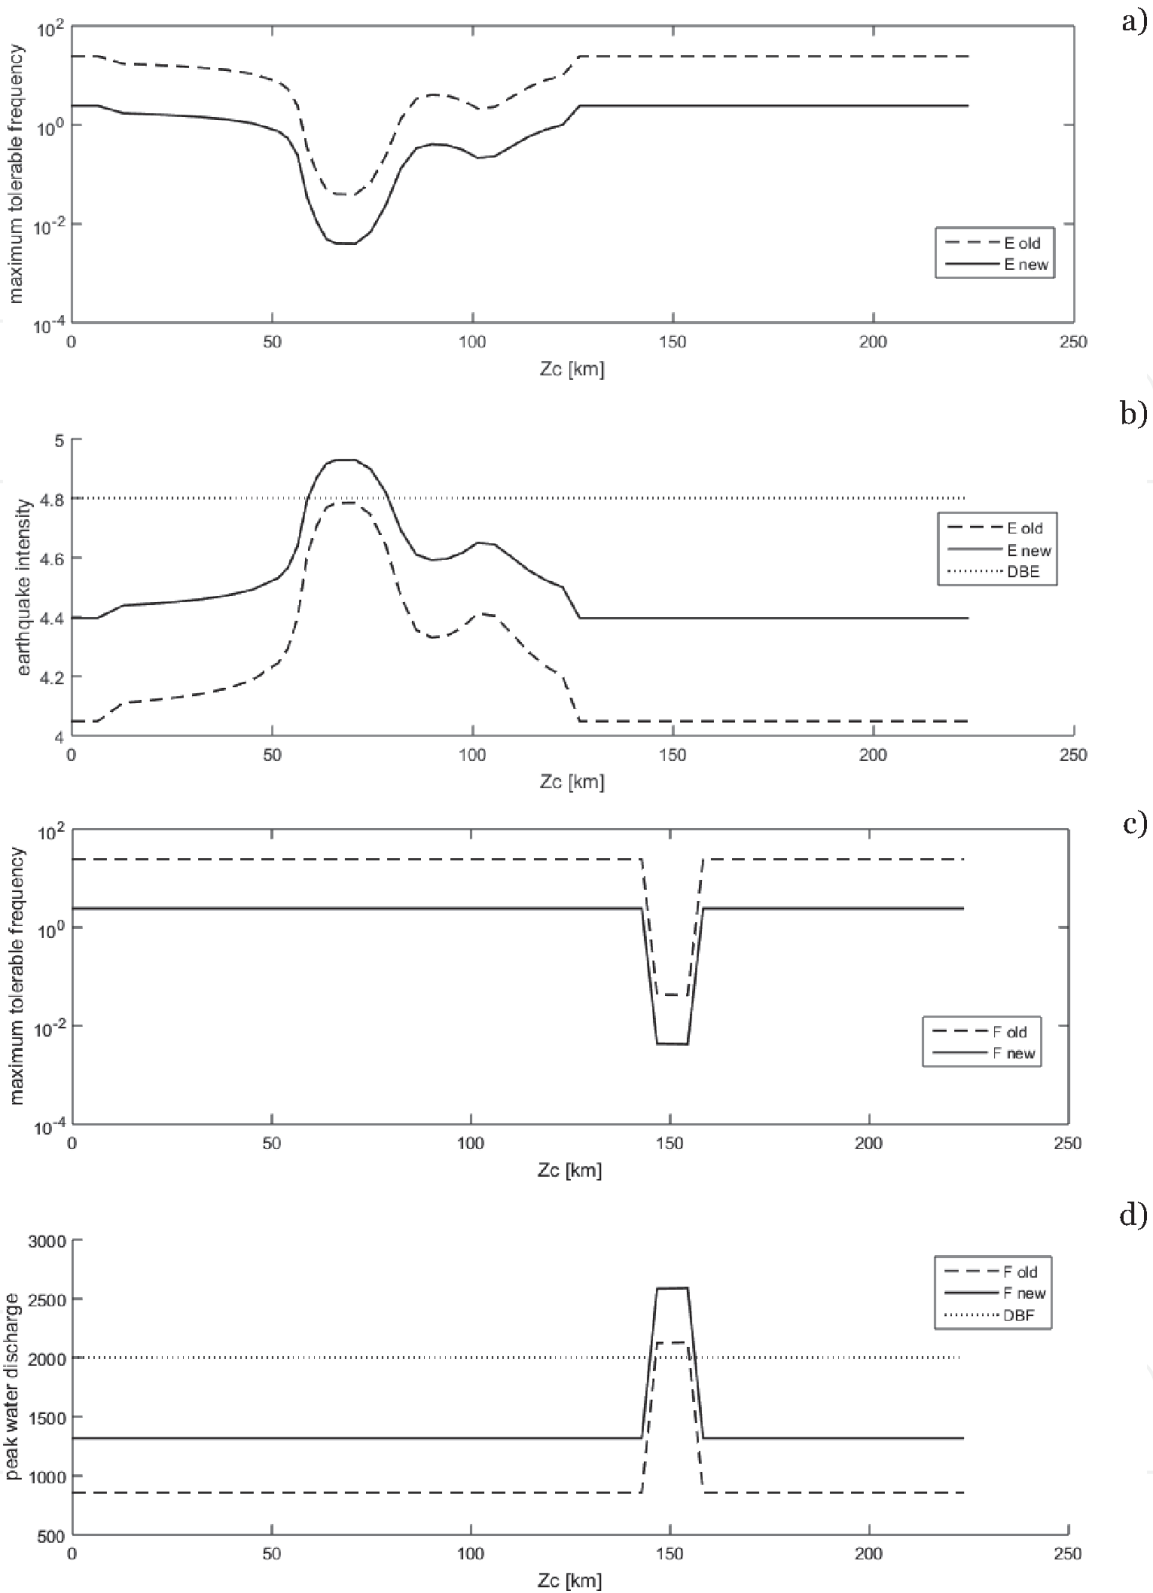 a)
maximum tolerable frequency
10^2
10^0
10^-2
10^-4
E old
E new
0 50 100 150 200 250
Zc [km]
b)
earthquake intensity
5
4.8
4.6
4.4
4.2
4
E old
E new
DBE
0 50 100 150 200 250
Zc [km]
c)
maximum tolerable frequency
10^2
10^0
10^-2
10^-4
F old
F new
0 50 100 150 200 250
Zc [km]
d)
peak water discharge
3000
2500
2000
1500
1000
500
F old
F new
DBF
0 50 100 150 200 250
Zc [km]